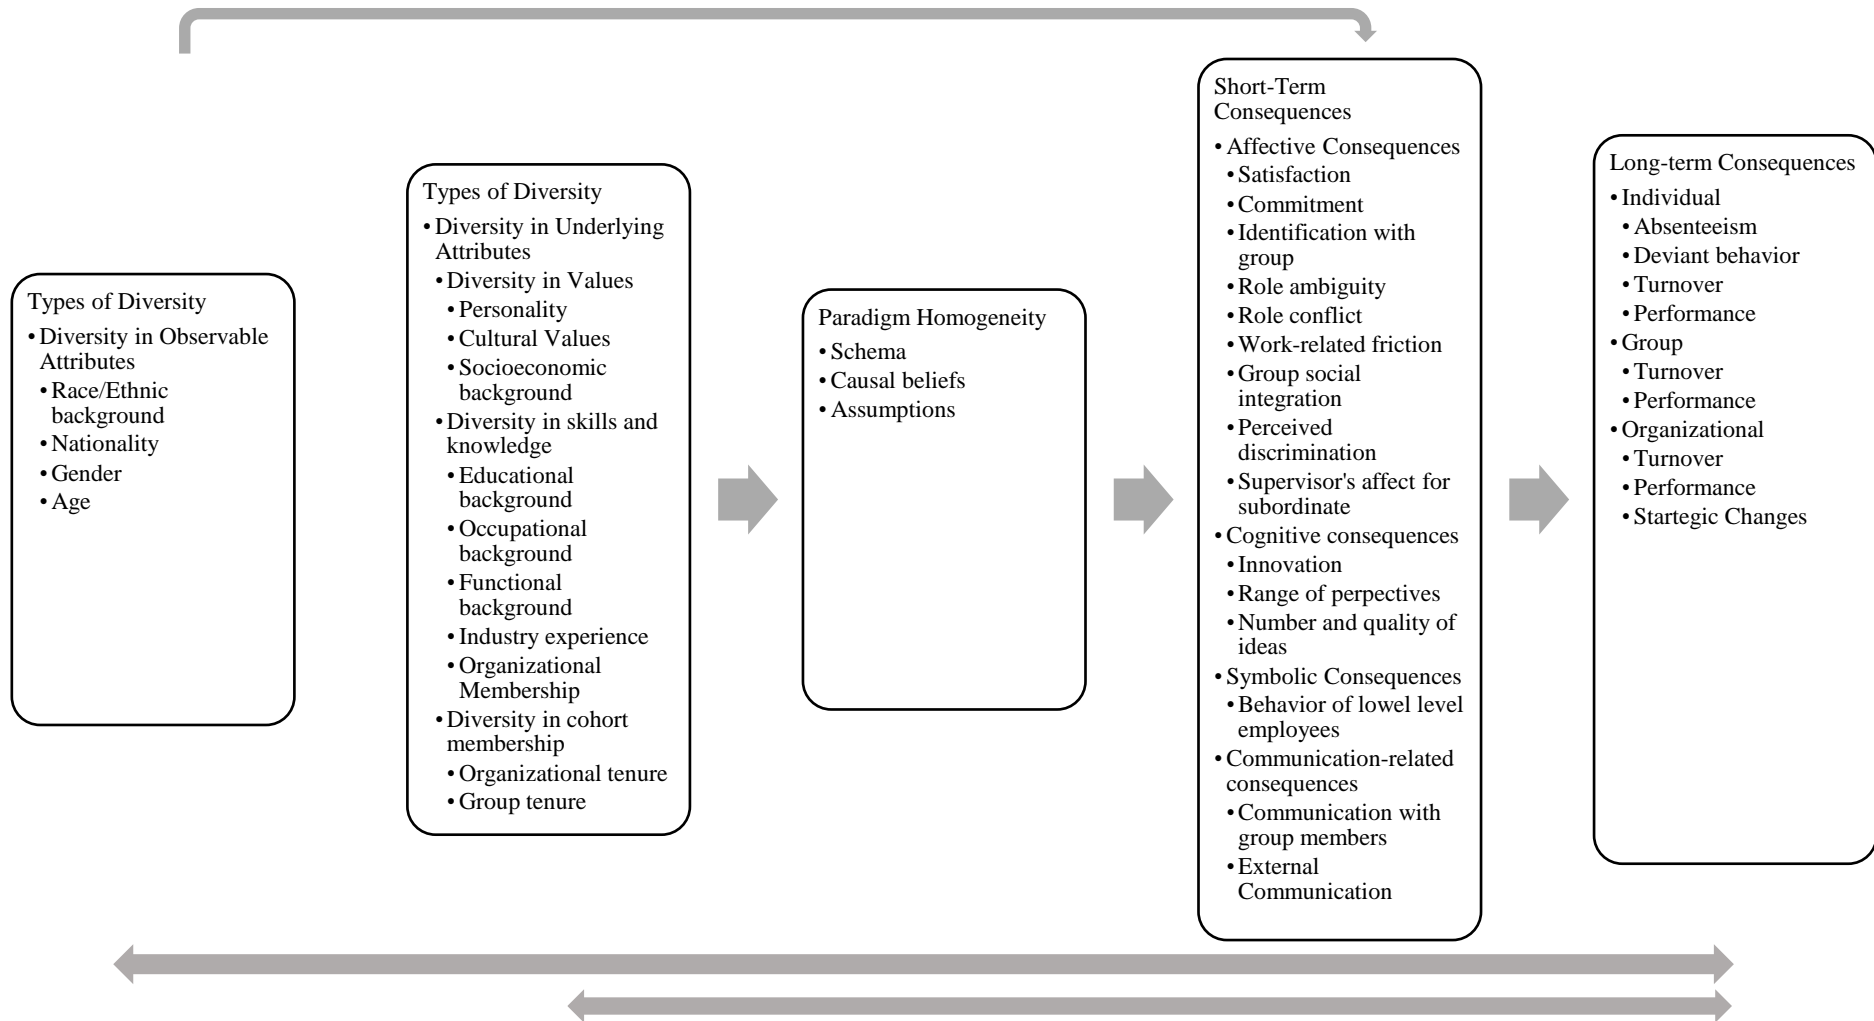 Types of Diversity
• Diversity in Observable
Attributes
• Race/Ethnic
background
• Nationality
• Gender
• Age
Types of Diversity
• Diversity in Underlying
Attributes
• Diversity in Values
• Personality
• Cultural Values
• Socioeconomic
background
• Diversity in skills and
knowledge
• Educational
background
• Occupational
background
• Functional
background
• Industry experience
• Organizational
Membership
• Diversity in cohort
membership
• Organizational tenure
• Group tenure
Paradigm Homogeneity
• Schema
• Causal beliefs
• Assumptions
Short-Term
Consequences
• Affective Consequences
• Satisfaction
• Commitment
• Identification with
group
• Role ambiguity
• Role conflict
• Work-related friction
• Group social
integration
• Perceived
discrimination
• Supervisor's affect for
subordinate
• Cognitive consequences
• Innovation
• Range of perpectives
• Number and quality of
ideas
• Symbolic Consequences
• Behavior of lowel level
employees
• Communication-related
consequences
• Communication with
group members
• External
Communication
Long-term Consequences
• Individual
• Absenteeism
• Deviant behavior
• Turnover
• Performance
• Group
• Turnover
• Performance
• Organizational
• Turnover
• Performance
• Startegic Changes